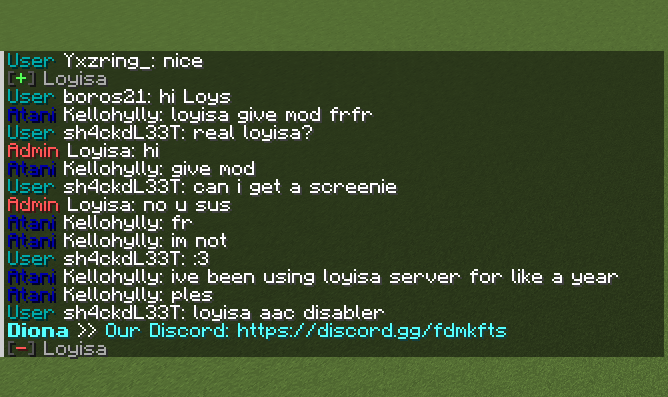 User Yxzring_: nice
[+] Loyisa
User boros21: hi Loys
Atani Kellohylly: loyisa give mod frfr
User sh4ckdL33T: real loyisa?
Admin Loyisa: hi
Atani Kellohylly: give mod
User sh4ckdL33T: can i get a screenie
Admin Loyisa: no u sus
Atani Kellohylly: fr
Atani Kellohylly: im not
User sh4ckdL33T: :3
Atani Kellohylly: ive been using loyisa server for like a year
Atani Kellohylly: ples
User sh4ckdL33T: loyisa aac disabler
Diona >> Our Discord: https://discord.gg/fdmkfts
[-] Loyisa